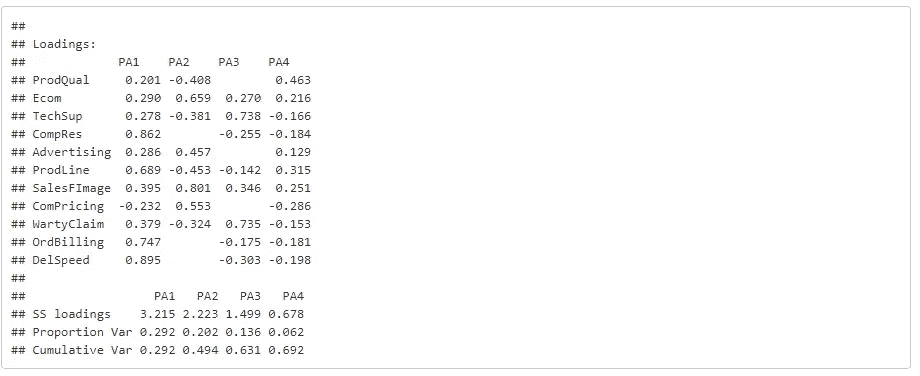 ##
## Loadings:
##             PA1    PA2    PA3    PA4
## ProdQual     0.201 -0.408         0.463
## Ecom         0.290  0.659  0.270  0.216
## TechSup      0.278 -0.381  0.738 -0.166
## CompRes      0.862        -0.255 -0.184
## Advertising  0.286  0.457         0.129
## ProdLine     0.689 -0.453 -0.142  0.315
## SalesFImage  0.395  0.801  0.346  0.251
## ComPricing  -0.232  0.553        -0.286
## WartyClaim   0.379 -0.324  0.735 -0.153
## OrdBilling   0.747        -0.175 -0.181
## DelSpeed     0.895        -0.303 -0.198
##
##                  PA1   PA2   PA3   PA4
## SS loadings    3.215 2.223 1.499 0.678
## Proportion Var 0.292 0.202 0.136 0.062
## Cumulative Var 0.292 0.494 0.631 0.692